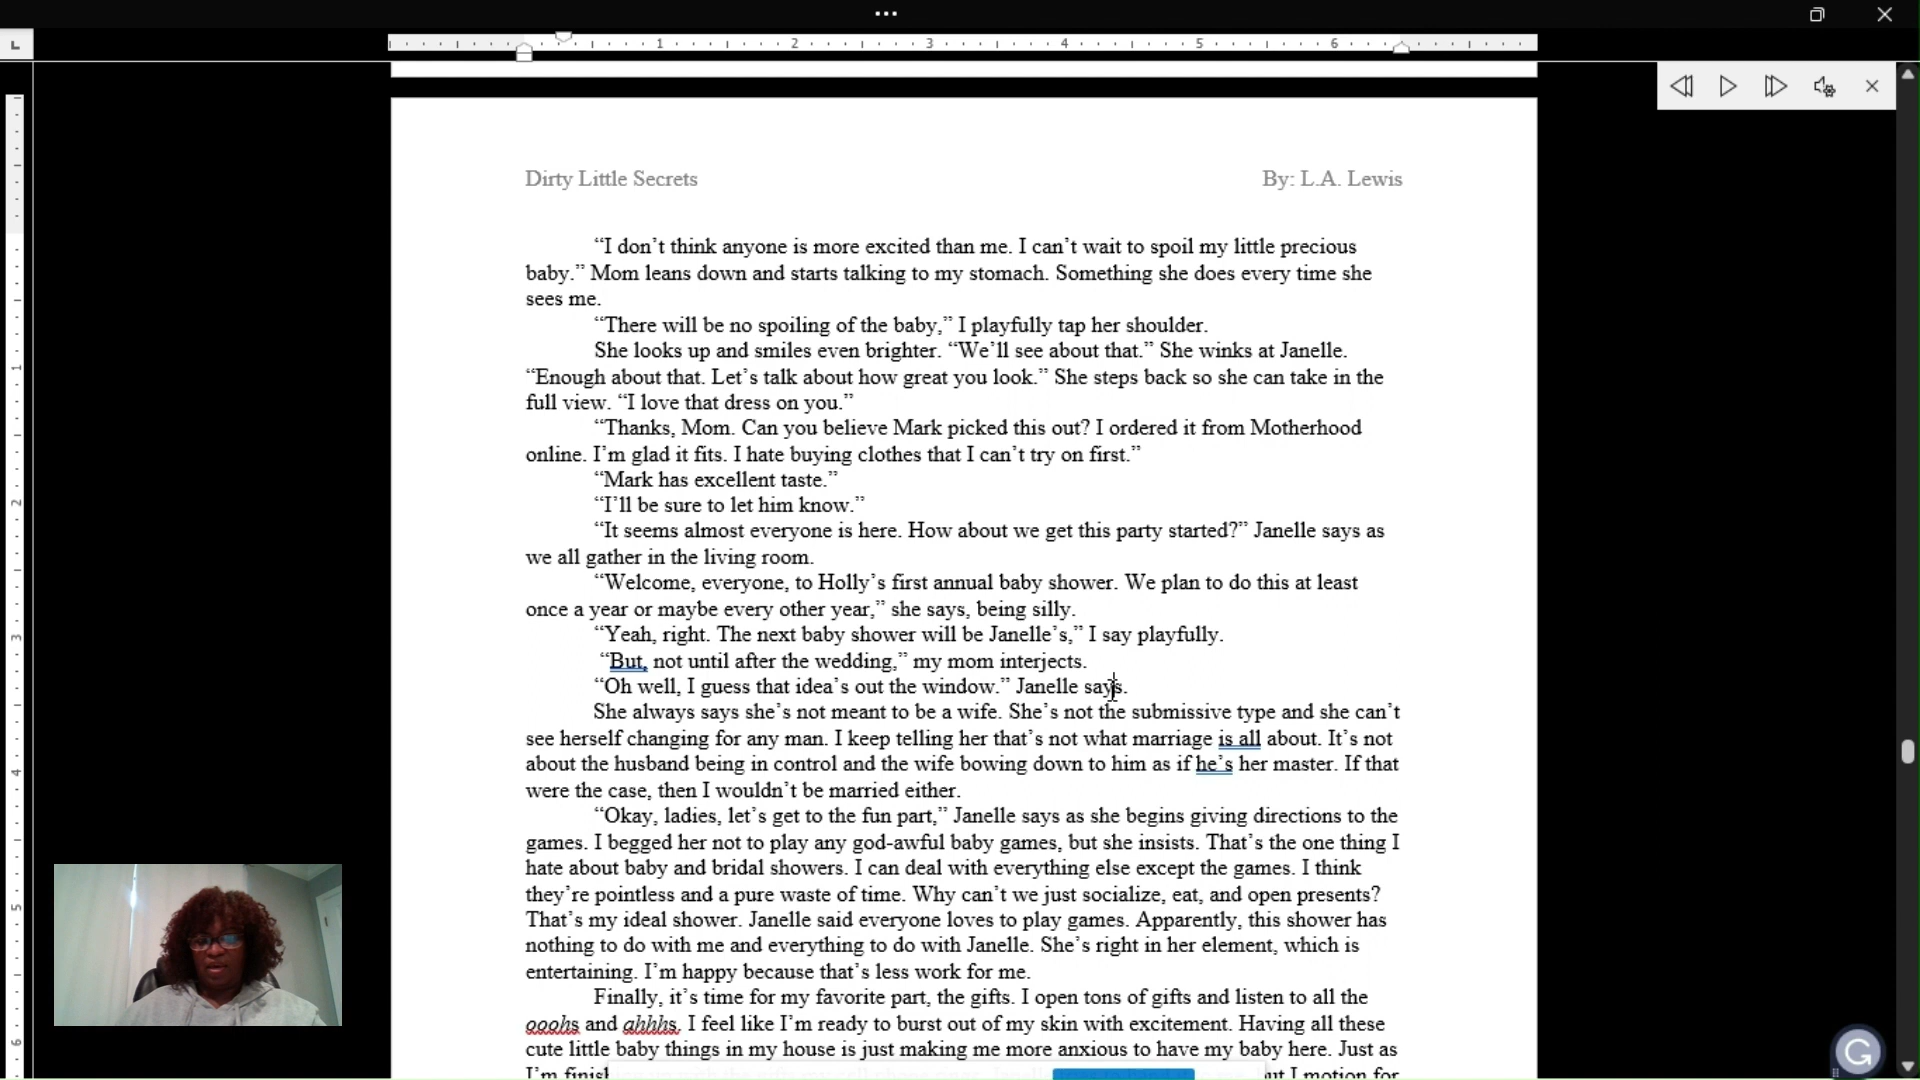 L
1 2 3 4 5 6
Dirty Little Secrets By: L.A. Lewis
“I don’t think anyone is more excited than me. I can’t wait to spoil my little precious
baby.” Mom leans down and starts talking to my stomach. Something she does every time she
sees me.
“There will be no spoiling of the baby,” I playfully tap her shoulder.
She looks up and smiles even brighter. “We’ll see about that.” She winks at Janelle.
“Enough about that. Let’s talk about how great you look.” She steps back so she can take in the
full view. “I love that dress on you.”
“Thanks, Mom. Can you believe Mark picked this out? I ordered it from Motherhood
online. I’m glad it fits. I hate buying clothes that I can’t try on first.”
“Mark has excellent taste.”
“I’ll be sure to let him know.”
“It seems almost everyone is here. How about we get this party started?” Janelle says as
we all gather in the living room.
“Welcome, everyone, to Holly’s first annual baby shower. We plan to do this at least
once a year or maybe every other year,” she says, being silly.
“Yeah, right. The next baby shower will be Janelle’s,” I say playfully.
“But, not until after the wedding,” my mom interjects.
“Oh well, I guess that idea’s out the window.” Janelle says.
She always says she’s not meant to be a wife. She’s not the submissive type and she can’t
see herself changing for any man. I keep telling her that’s not what marriage is all about. It’s not
about the husband being in control and the wife bowing down to him as if he’s her master. If that
were the case, then I wouldn’t be married either.
“Okay, ladies, let’s get to the fun part,” Janelle says as she begins giving directions to the
games. I begged her not to play any god-awful baby games, but she insists. That’s the one thing I
hate about baby and bridal showers. I can deal with everything else except the games. I think
they’re pointless and a pure waste of time. Why can’t we just socialize, eat, and open presents?
That’s my ideal shower. Janelle said everyone loves to play games. Apparently, this shower has
nothing to do with me and everything to do with Janelle. She’s right in her element, which is
entertaining. I’m happy because that’s less work for me.
Finally, it’s time for my favorite part, the gifts. I open tons of gifts and listen to all the
ooohs and ahhhs. I feel like I’m ready to burst out of my skin with excitement. Having all these
cute little baby things in my house is just making me more anxious to have my baby here. Just as
I’m but I motion for
1
2
3
4
5
6
G